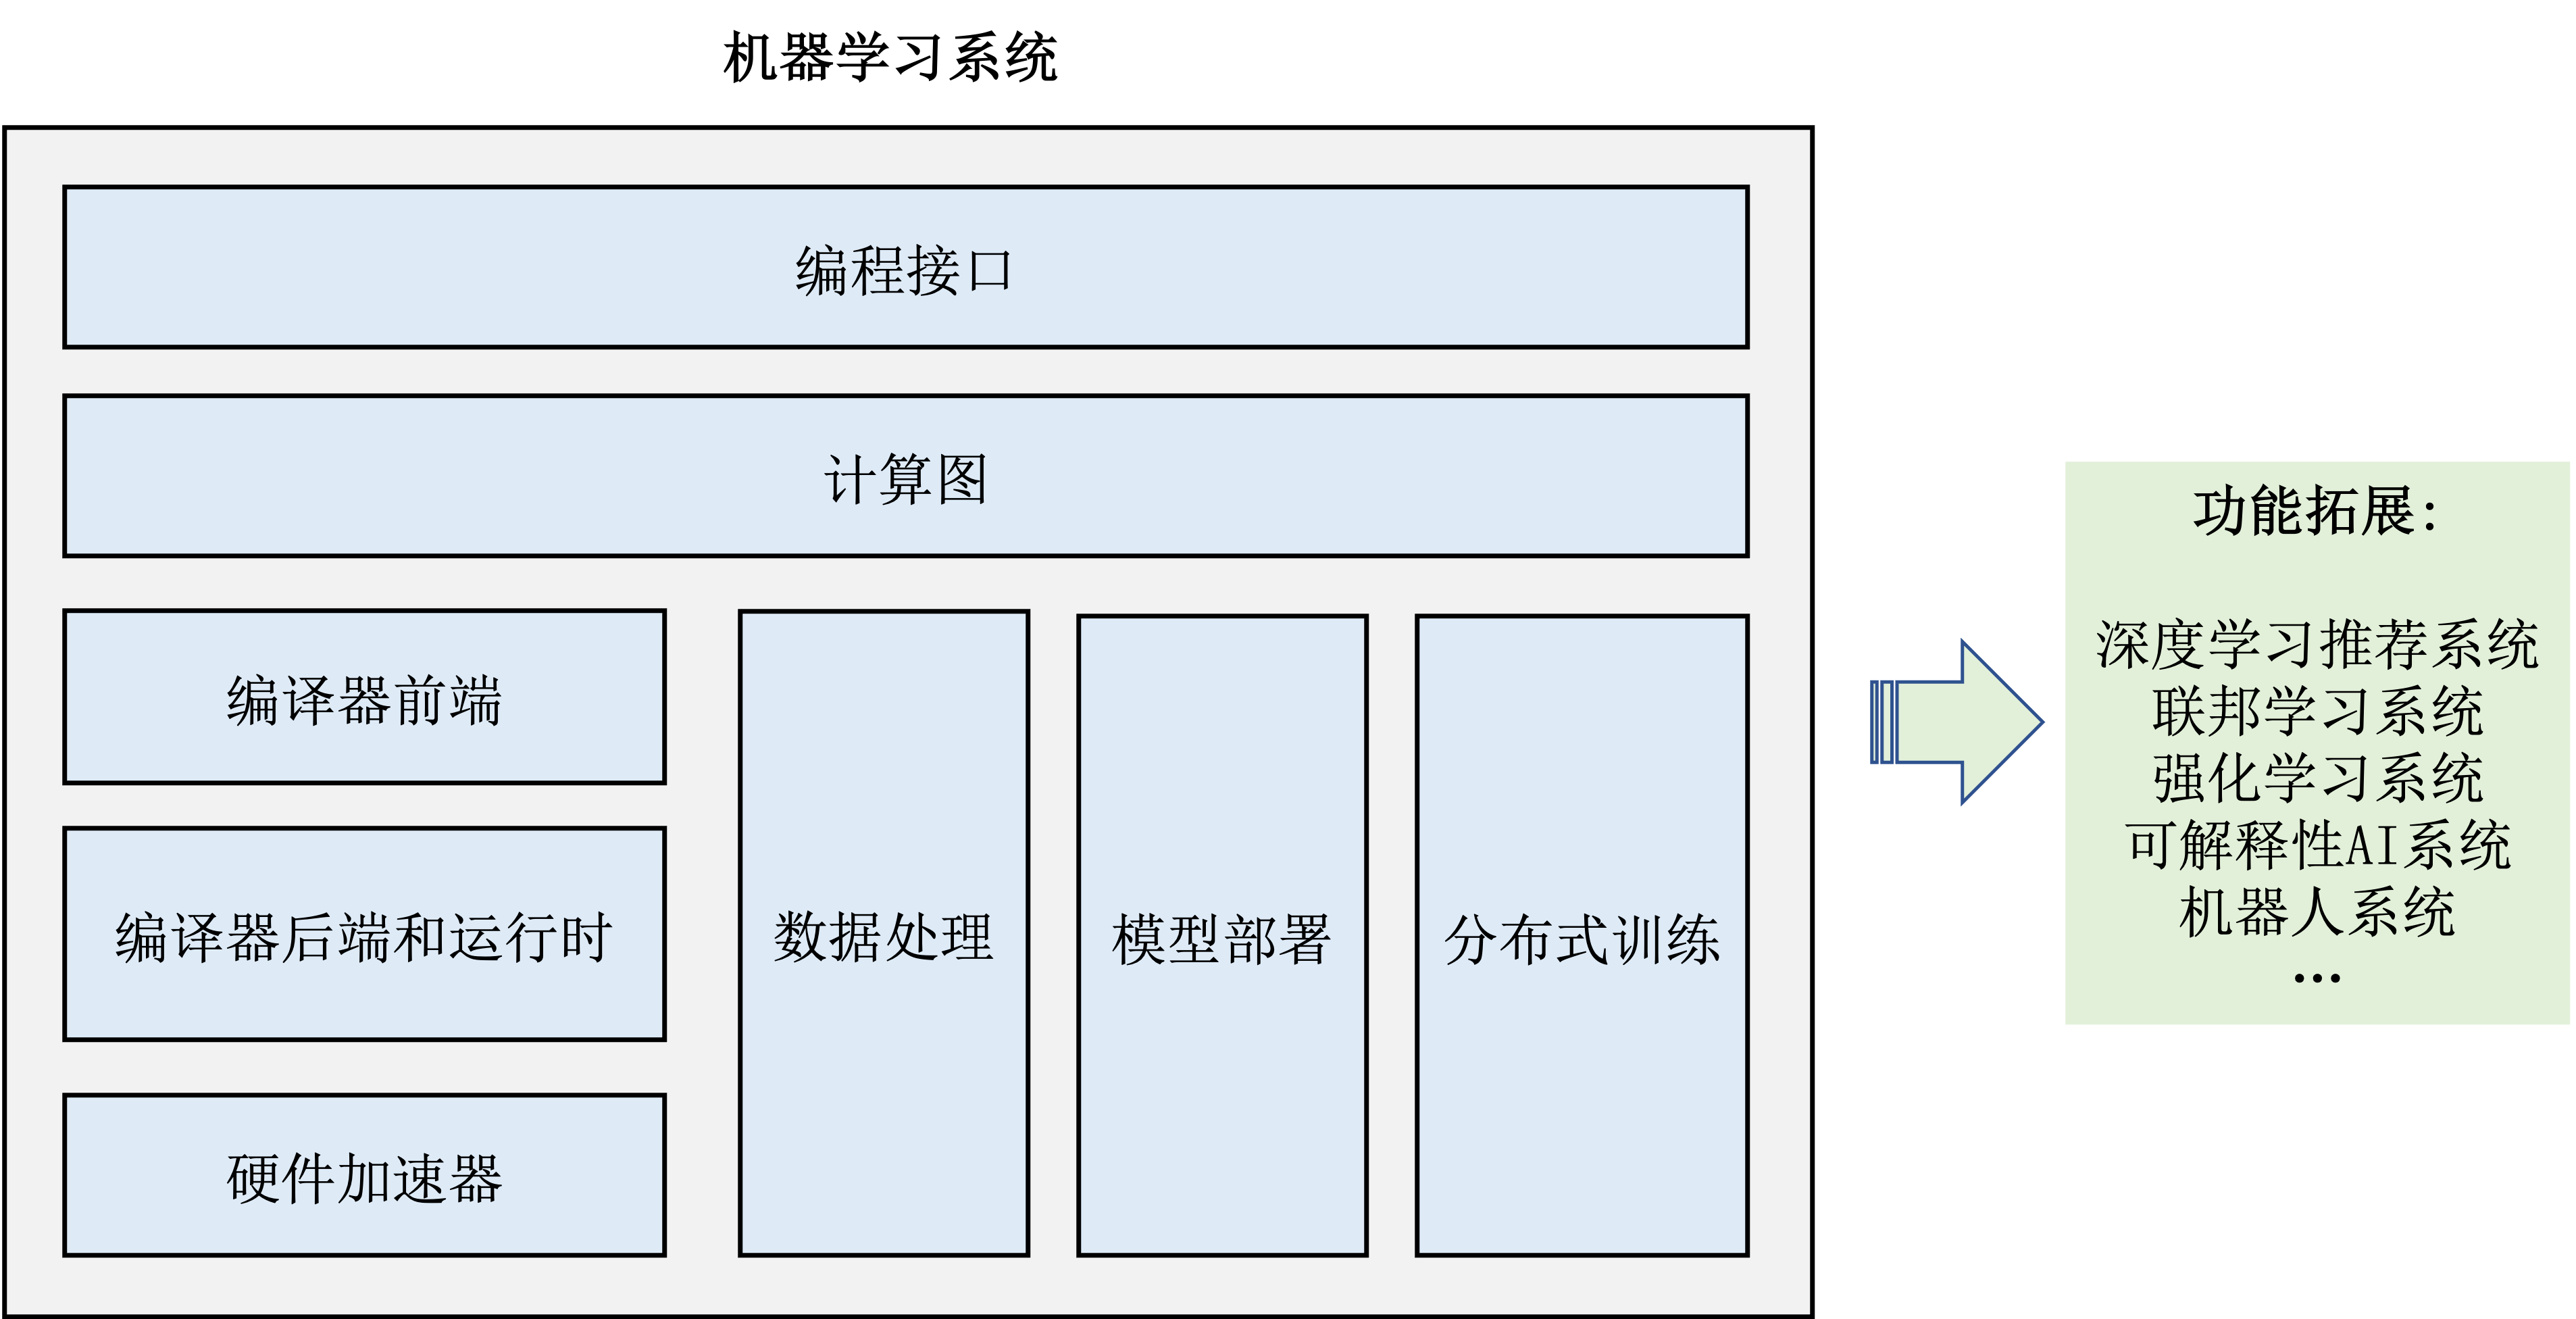 机器学习系统
编程接口
计算图
编译器前端
编译器后端和运行时
硬件加速器
数据处理
模型部署
分布式训练
功能拓展：
深度学习推荐系统
联邦学习系统
强化学习系统
可解释性AI系统
机器人系统
...